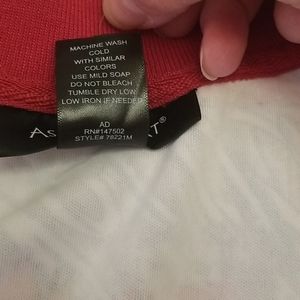 MACHINE WASH
COLD
WITH SIMILAR
COLORS
USE MILD SOAP
DO NOT BLEACH
TUMBLE DRY LOW
LOW IRON IF NEEDED
AD
RN#147502
STYLE# 78221M